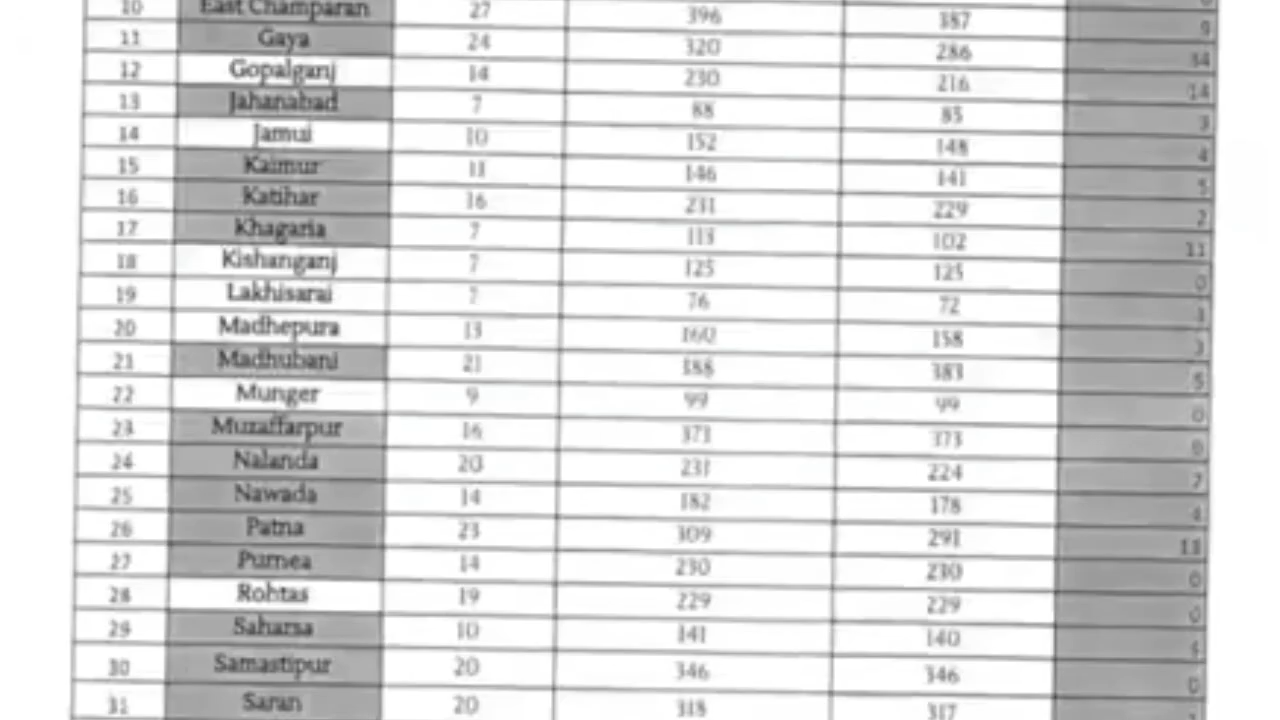 10 East Champaran 27 396 387 9
11 Gaya 24 320 286 34
12 Gopalganj 14 230 216 14
13 Jahanabad 7 88 85 3
14 Jamui 10 152 148 4
15 Kaimur 11 146 141 5
16 Katihar 16 231 229 2
17 Khagaria 7 113 102 11
18 Kishanganj 7 125 125 0
19 Lakhisarai 7 76 72
20 Madhepura 13 160 158
21 Madhubani 21 388 383 5
22 Munger 9 99 99 0
23 Muzaffarpur 16 373 373 0
24 Nalanda 20 231 224 7
25 Nawada 14 182 178 4
26 Patna 23 309 291
27 Purnea 14 230 230 0
28 Rohtas 19 229 229 0
29 Saharsa 10 141 140
30 Samastipur 20 346 346 0
31 Saran 20 318 317